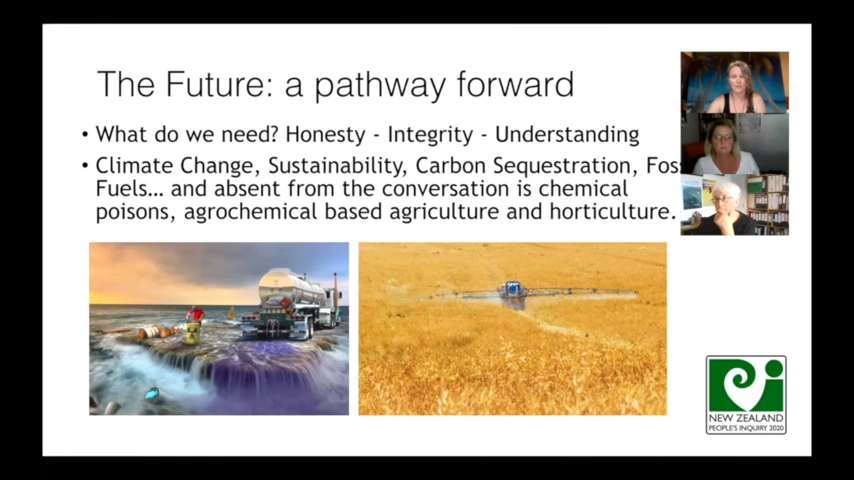 The Future: a pathway forward
• What do we need? Honesty - Integrity - Understanding
• Climate Change, Sustainability, Carbon Sequestration,
Fuels... and absent from the conversation is chemical
poisons, agrochemical based agriculture and horticulture.
NEW ZEALAND
PEOPLE'S INQUIRY 2020